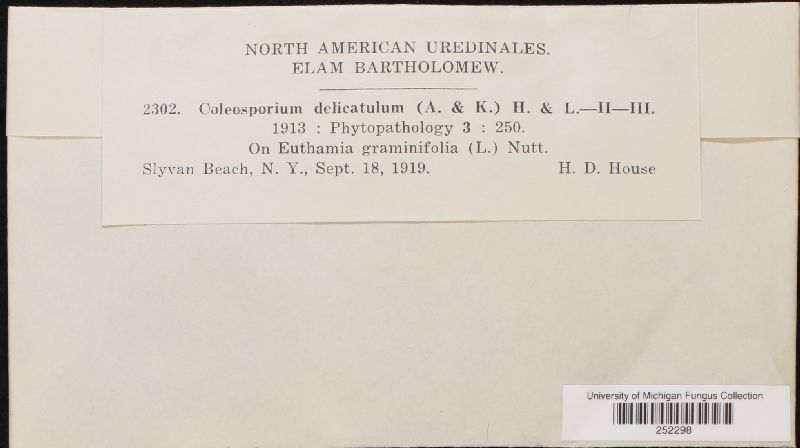 NORTH AMERICAN UREDINALES.
ELAM BARTHOLOMEW.
2302. Coleosporium delicatulum (A. & K.) H. & L.—II—III.
1913 : Phytopathology 3 : 250.
On Euthamia graminifolia (L.) Nutt.
Slyvan Beach, N. Y., Sept. 18, 1919. H. D. House
University of Michigan Fungus Collection
252298